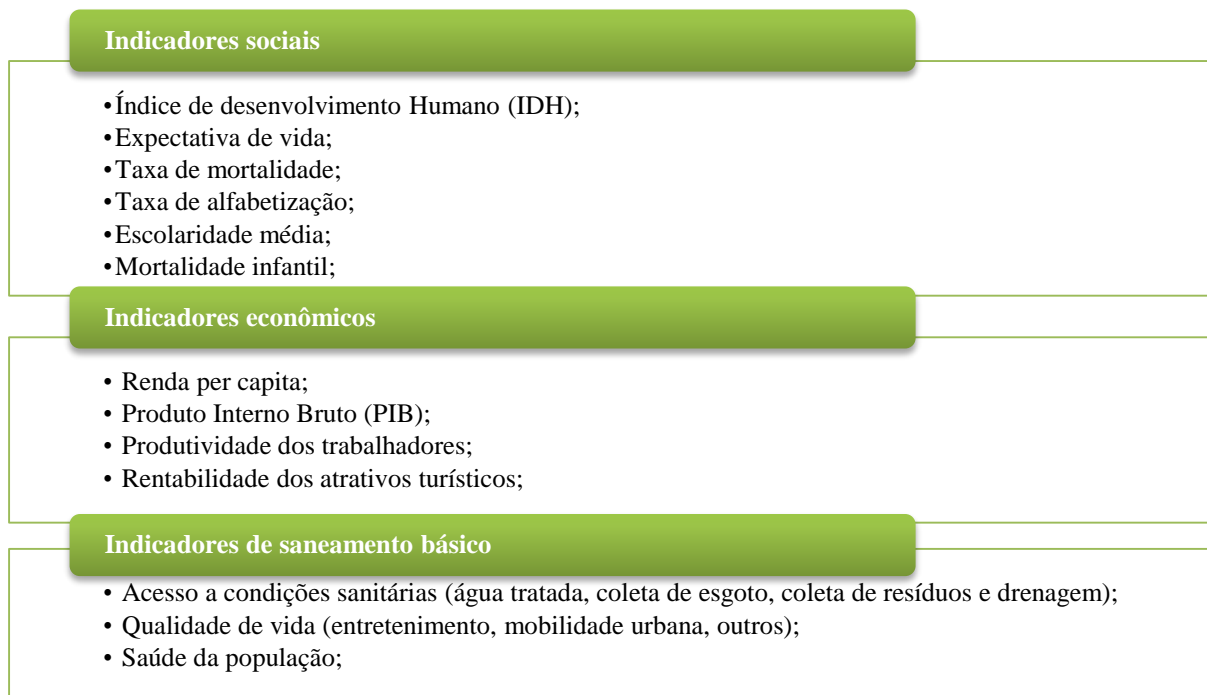 Indicadores sociais
•Índice de desenvolvimento Humano (IDH);
•Expectativa de vida;
•Taxa de mortalidade;
•Taxa de alfabetização;
•Escolaridade média;
•Mortalidade infantil;
Indicadores econômicos
• Renda per capita;
• Produto Interno Bruto (PIB);
• Produtividade dos trabalhadores;
• Rentabilidade dos atrativos turísticos;
Indicadores de saneamento básico
• Acesso a condições sanitárias (água tratada, coleta de esgoto, coleta de resíduos e drenagem);
• Qualidade de vida (entretenimento, mobilidade urbana, outros);
• Saúde da população;